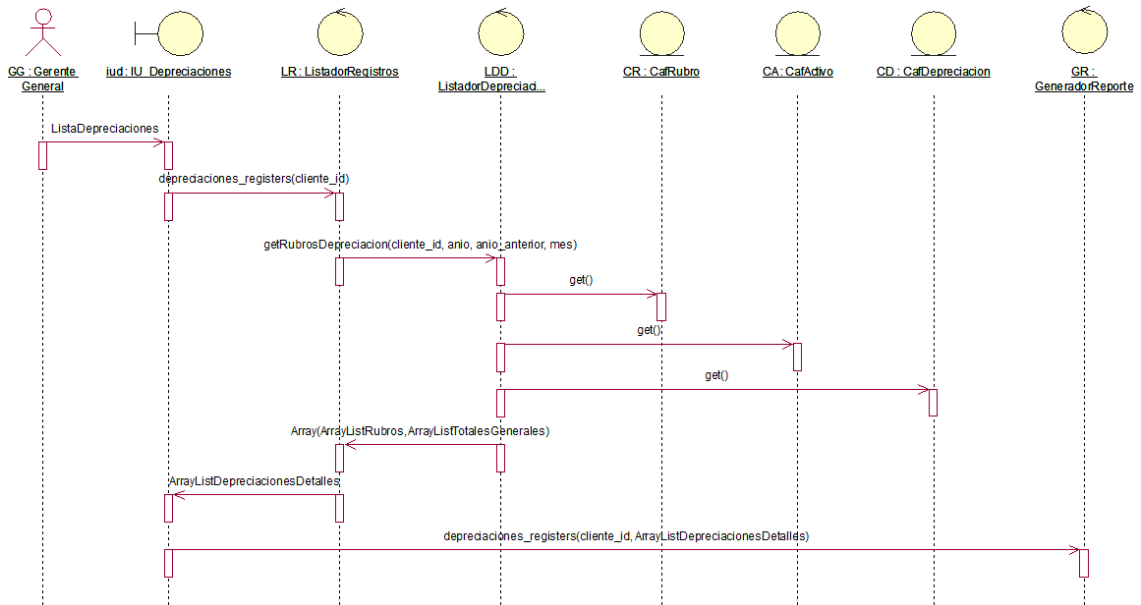 GG : Gerente
General
iud : IU_Depreciaciones
LR : ListadorRegistros
LDD :
ListadorDepreciaci...
CR : CafRubro
CA : CafActivo
CD : CafDepreciacion
GR :
GeneradorReporte
ListaDepreciaciones
depreciaciones_registers(cliente_id)
getRubrosDepreciacion(cliente_id, anio, anio_anterior, mes)
get()
get()
get()
Array(ArrayListRubros, ArrayListTotalesGenerales)
ArrayListDepreciacionesDetalles
depreciaciones_registers(cliente_id, ArrayListDepreciacionesDetalles)